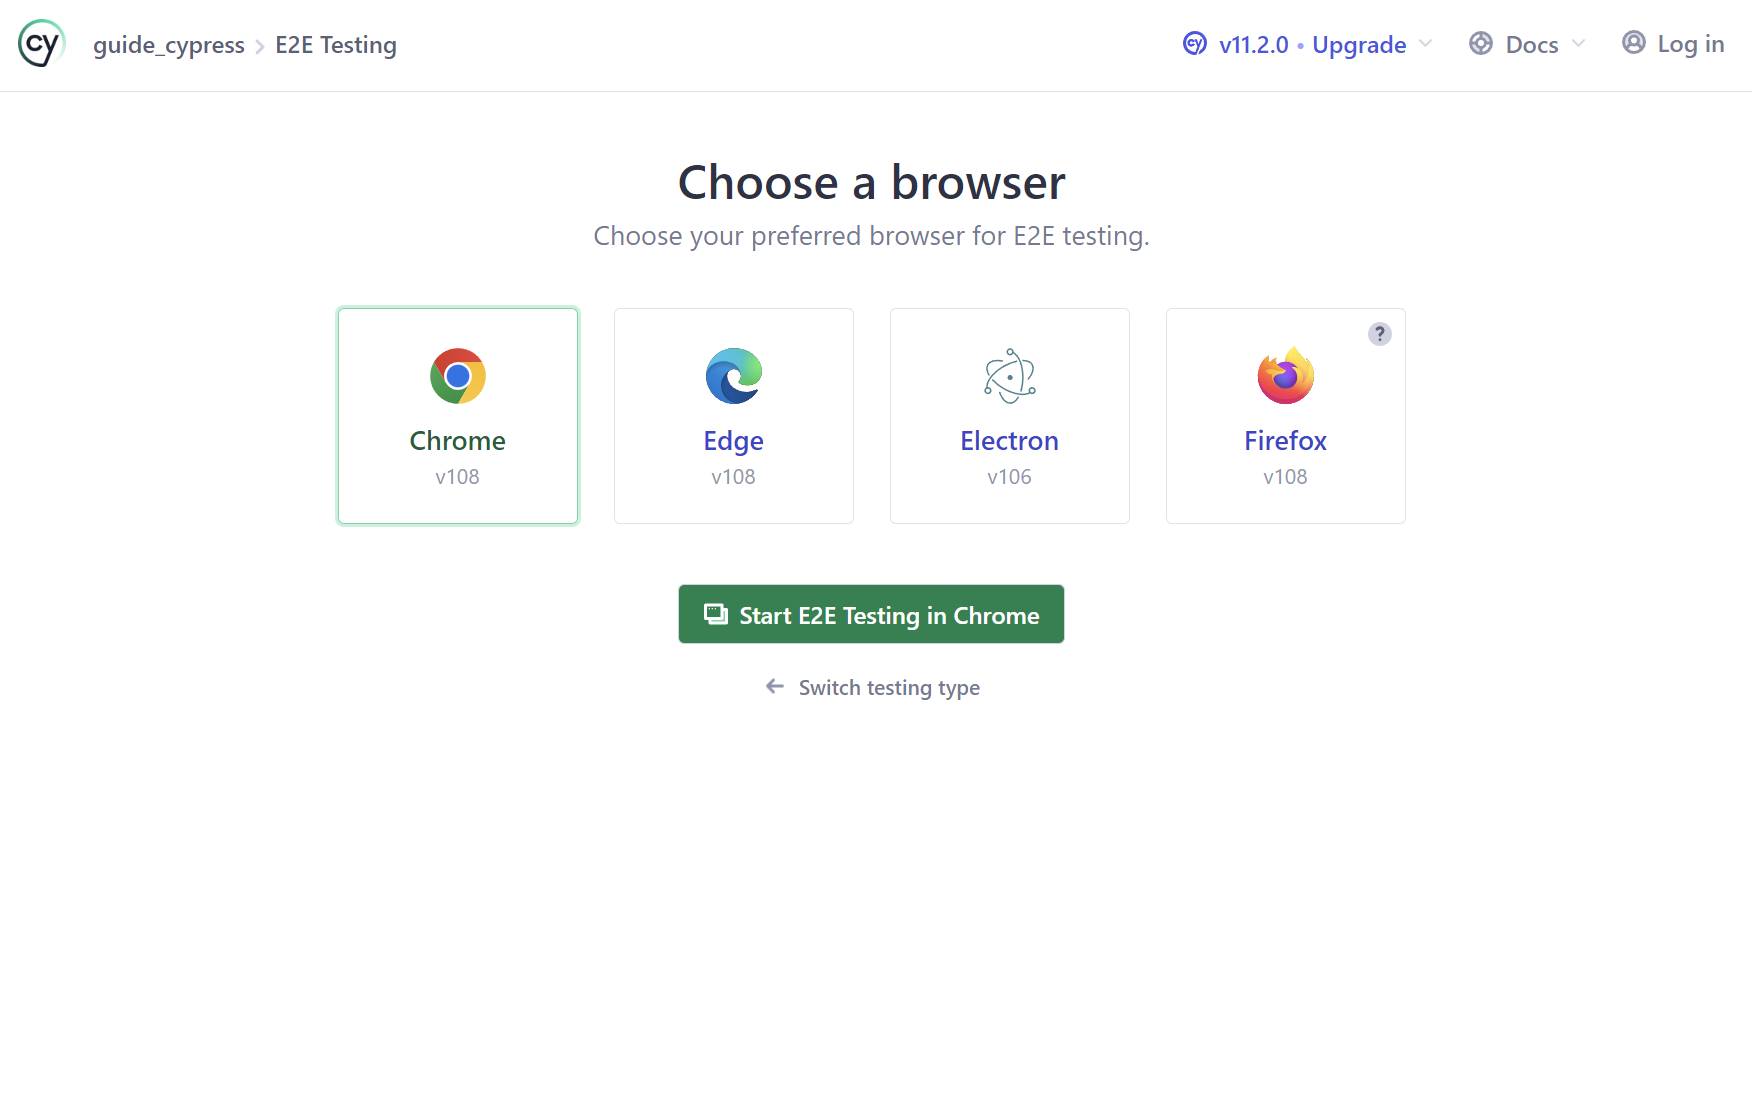 cy guide_cypress > E2E Testing cy v11.2.0 • Upgrade Docs Log in
Choose a browser
Choose your preferred browser for E2E testing.
?
Chrome Edge Electron Firefox
v108 v108 v106 v108
Start E2E Testing in Chrome
← Switch testing type